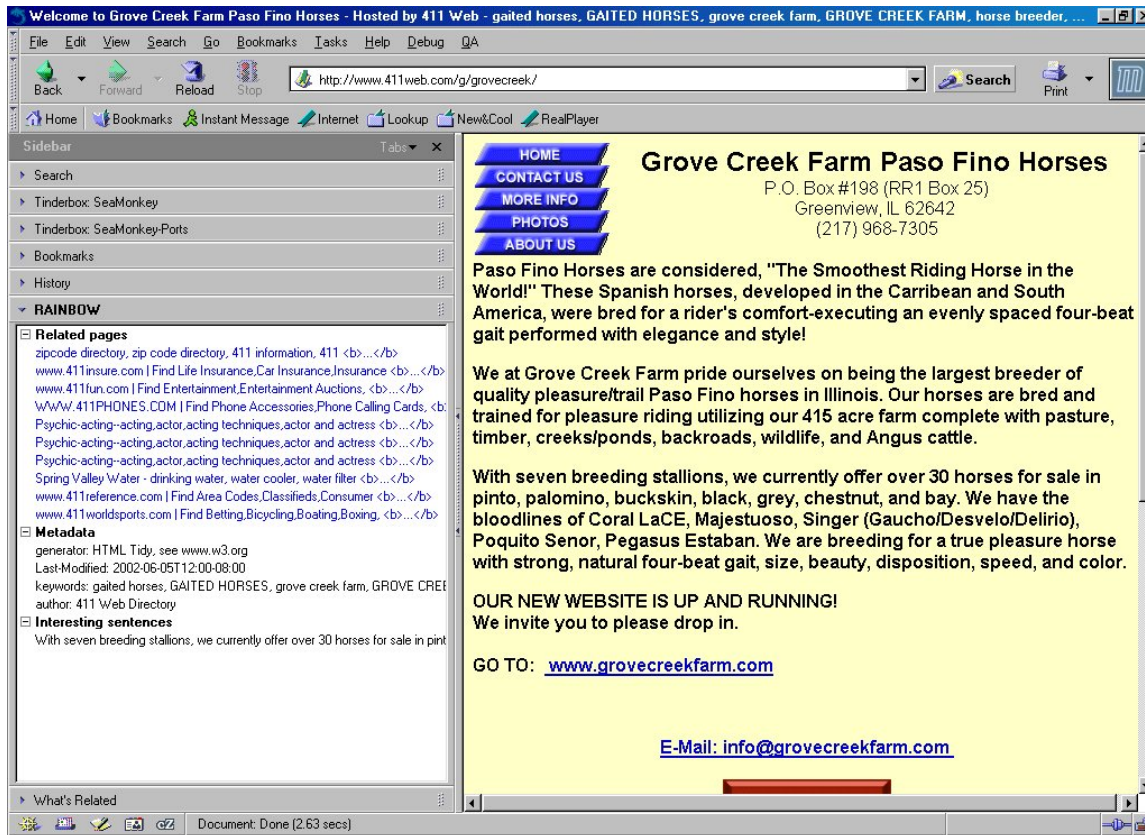 Welcome to Grove Creek Farm Paso Fino Horses - Hosted by 411 Web - gaited horses, GAITED HORSES, grove creek farm, GROVE CREEK FARM, horse breeder, ...
File Edit View Search Go Bookmarks Tasks Help Debug QA
Back Forward Reload Stop http://www.411web.com/g/grovecreek/ Search Print
Home Bookmarks Instant Message Internet Lookup New&Cool RealPlayer
Sidebar Tabs
Search
Tinderbox: SeaMonkey
Tinderbox: SeaMonkey-Ports
Bookmarks
History
RAINBOW
Related pages
zipcode directory, zip code directory, 411 information, 411 <b>...</b>
www.411insure.com | Find Life Insurance,Car Insurance,Insurance <b>...</b>
www.411fun.com | Find Entertainment,Entertainment Auctions, <b>...</b>
WWW.411PHONES.COM | Find Phone Accessories,Phone Calling Cards, <b>
Psychic-acting--acting,actor,acting techniques,actor and actress <b>...</b>
Psychic-acting--acting,actor,acting techniques,actor and actress <b>...</b>
Psychic-acting--acting,actor,acting techniques,actor and actress <b>...</b>
Spring Valley Water - drinking water, water cooler, water filter <b>...</b>
www.411reference.com | Find Area Codes,Classifieds,Consumer <b>...</b>
www.411worldsports.com | Find Betting,Bicycling,Boating,Boxing, <b>...</b>
Metadata
generator: HTML Tidy, see www.w3.org
Last-Modified: 2002-06-05T12:00-08:00
keywords: gaited horses, GAITED HORSES, grove creek farm, GROVE CREE
author: 411 Web Directory
Interesting sentences
With seven breeding stallions, we currently offer over 30 horses for sale in pint
What's Related
HOME
CONTACT US
MORE INFO
PHOTOS
ABOUT US
Grove Creek Farm Paso Fino Horses
P.O. Box #198 (RR1 Box 25)
Greenview, IL 62642
(217) 968-7305
Paso Fino Horses are considered, "The Smoothest Riding Horse in the
World!" These Spanish horses, developed in the Carribean and South
America, were bred for a rider's comfort-executing an evenly spaced four-beat
gait performed with elegance and style!
We at Grove Creek Farm pride ourselves on being the largest breeder of
quality pleasure/trail Paso Fino horses in Illinois. Our horses are bred and
trained for pleasure riding utilizing our 415 acre farm complete with pasture,
timber, creeks/ponds, backroads, wildlife, and Angus cattle.
With seven breeding stallions, we currently offer over 30 horses for sale in
pinto, palomino, buckskin, black, grey, chestnut, and bay. We have the
bloodlines of Coral LaCE, Majestuoso, Singer (Gaucho/Desvelo/Delirio),
Poquito Senor, Pegasus Estaban. We are breeding for a true pleasure horse
with strong, natural four-beat gait, size, beauty, disposition, speed, and color.
OUR NEW WEBSITE IS UP AND RUNNING!
We invite you to please drop in.
GO TO: www.grovecreekfarm.com
E-Mail: info@grovecreekfarm.com
Document: Done (2.63 secs)